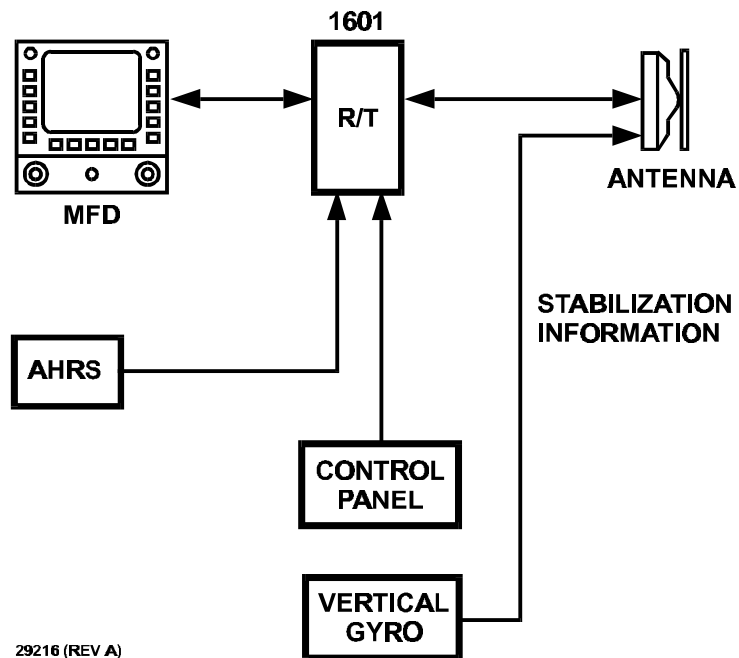 1601
R/T
MFD
ANTENNA
STABILIZATION
INFORMATION
AHRS
CONTROL
PANEL
VERTICAL
GYRO
29216 (REV A)